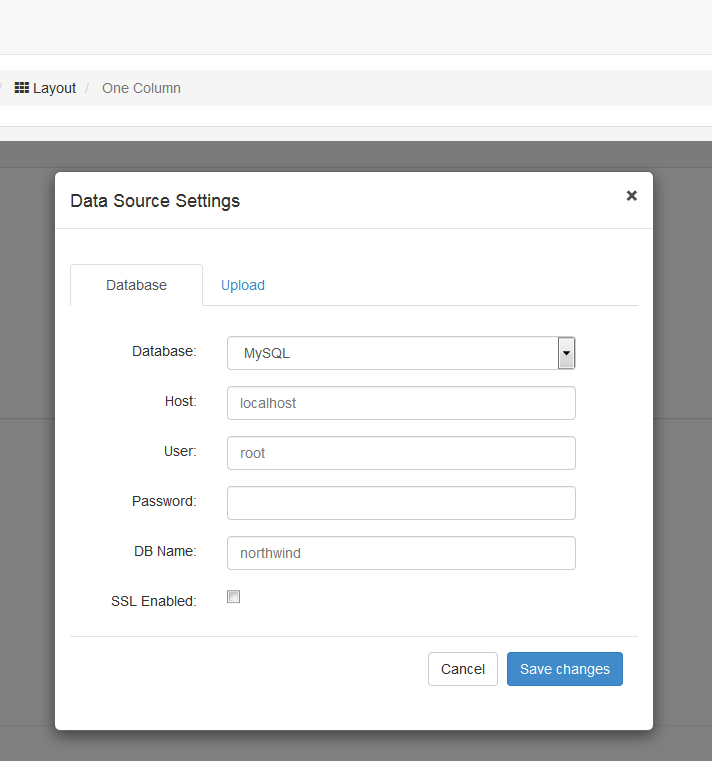 / Layout / One Column
Data Source Settings ×
Database Upload
Database: MySQL
Host: localhost
User: root
Password:
DB Name: northwind
SSL Enabled:
Cancel Save changes